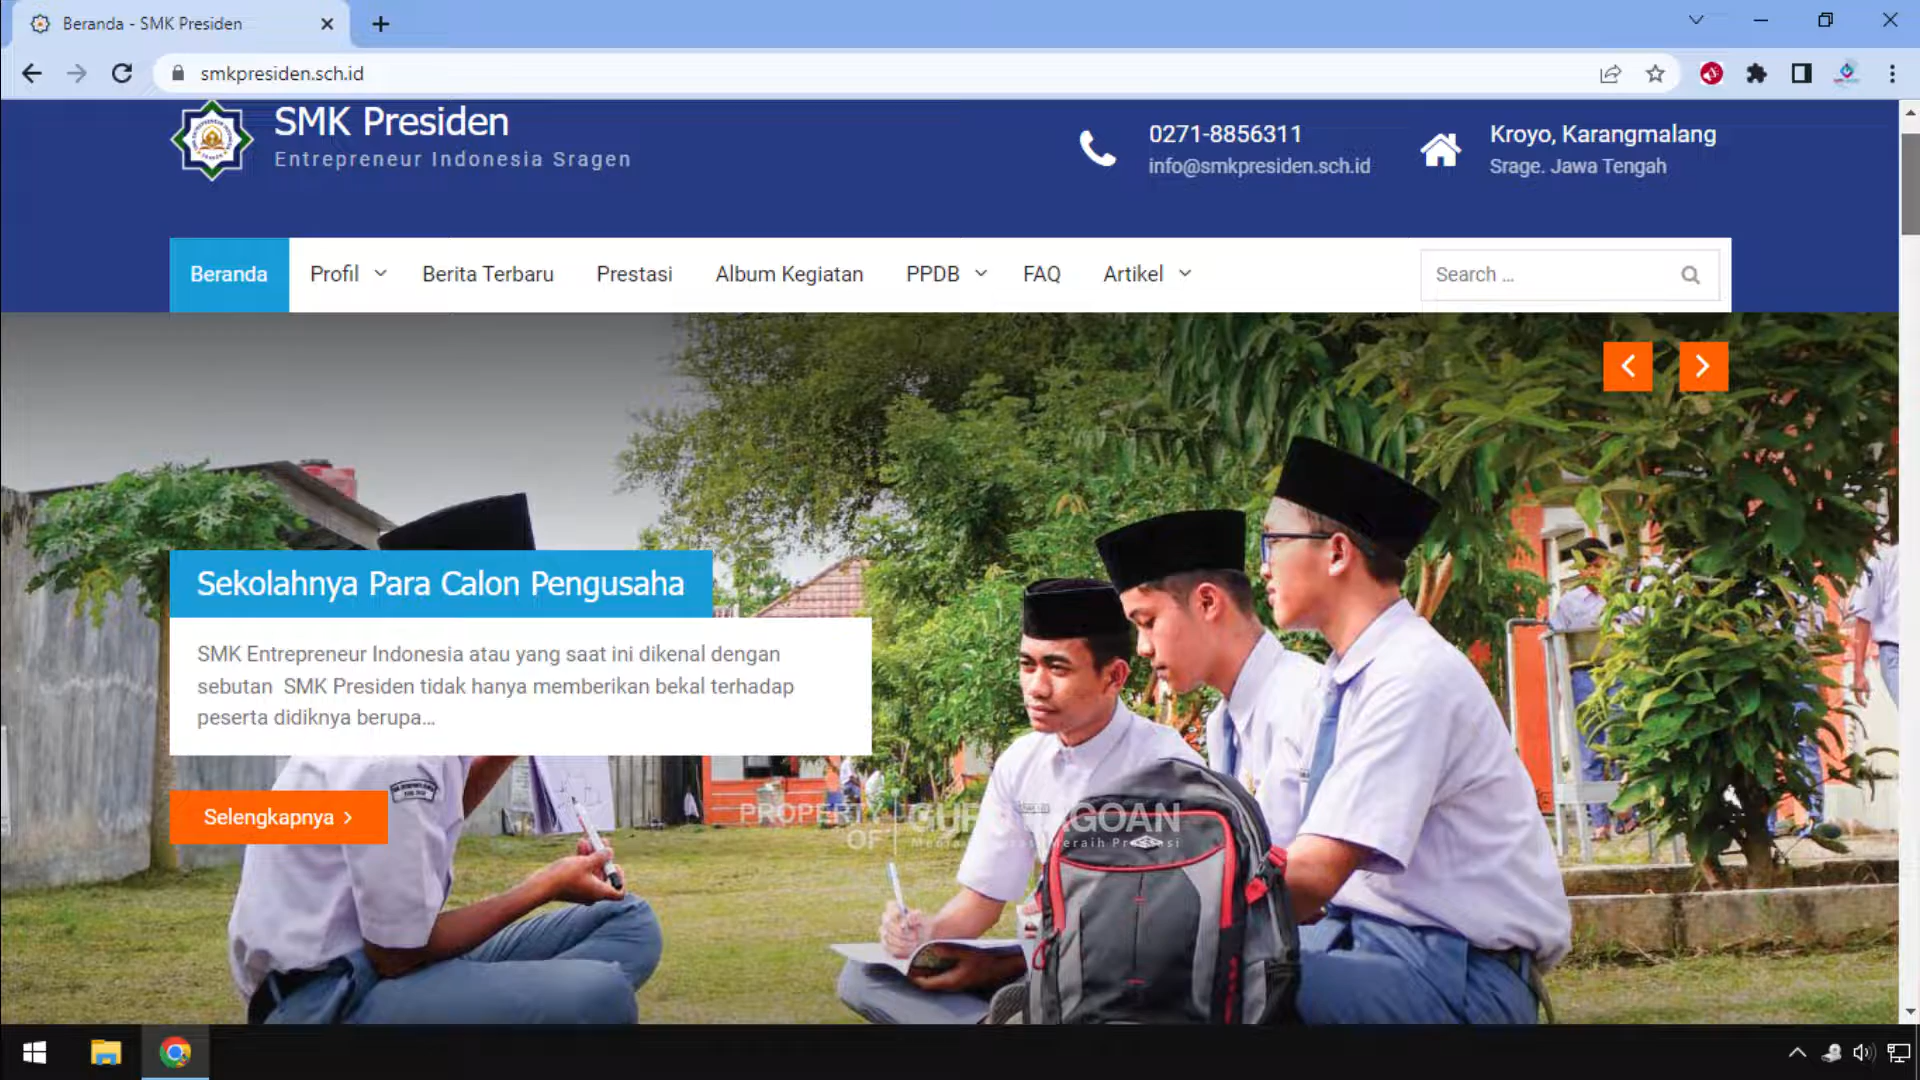 Beranda - SMK Presiden
smkpresiden.sch.id
SMK Presiden
Entrepreneur Indonesia Sragen
0271-8856311
info@smkpresiden.sch.id
Kroyo, Karangmalang
Srage. Jawa Tengah
Beranda
Profil
Berita Terbaru
Prestasi
Album Kegiatan
PPDB
FAQ
Artikel
Search ...
Sekolahnya Para Calon Pengusaha
SMK Entrepreneur Indonesia atau yang saat ini dikenal dengan
sebutan SMK Presiden tidak hanya memberikan bekal terhadap
peserta didiknya berupa...
Selengkapnya
PROPERTY
OF